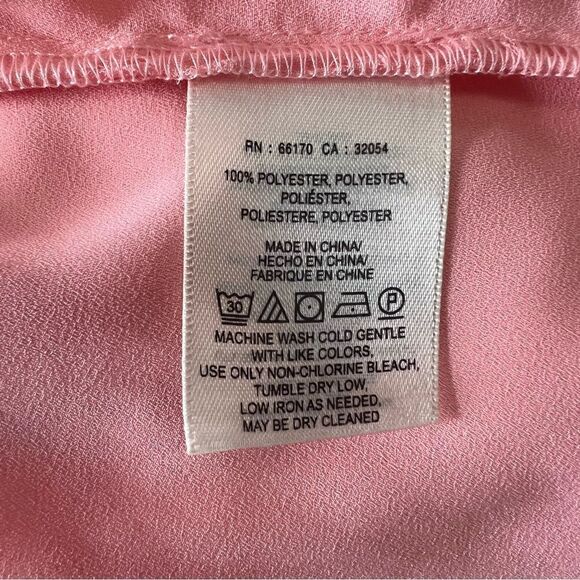 RN : 66170 CA : 32054
100% POLYESTER, POLYESTER,
POLIÉSTER,
POLIESTERE, POLYESTER
MADE IN CHINA/
HECHO EN CHINA/
FABRIQUE EN CHINE
30 P
MACHINE WASH COLD GENTLE
WITH LIKE COLORS,
USE ONLY NON-CHLORINE BLEACH,
TUMBLE DRY LOW,
LOW IRON AS NEEDED.
MAY BE DRY CLEANED